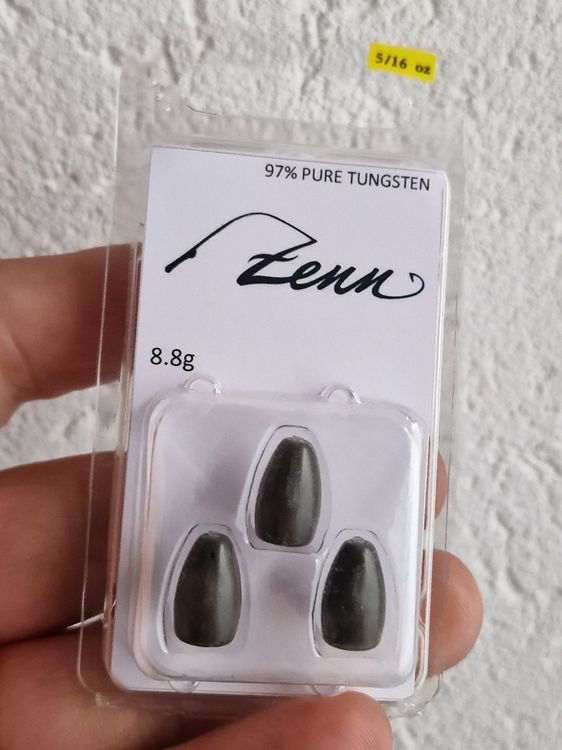 5/16 oz
97% PURE TUNGSTEN
Zenn
8.8g